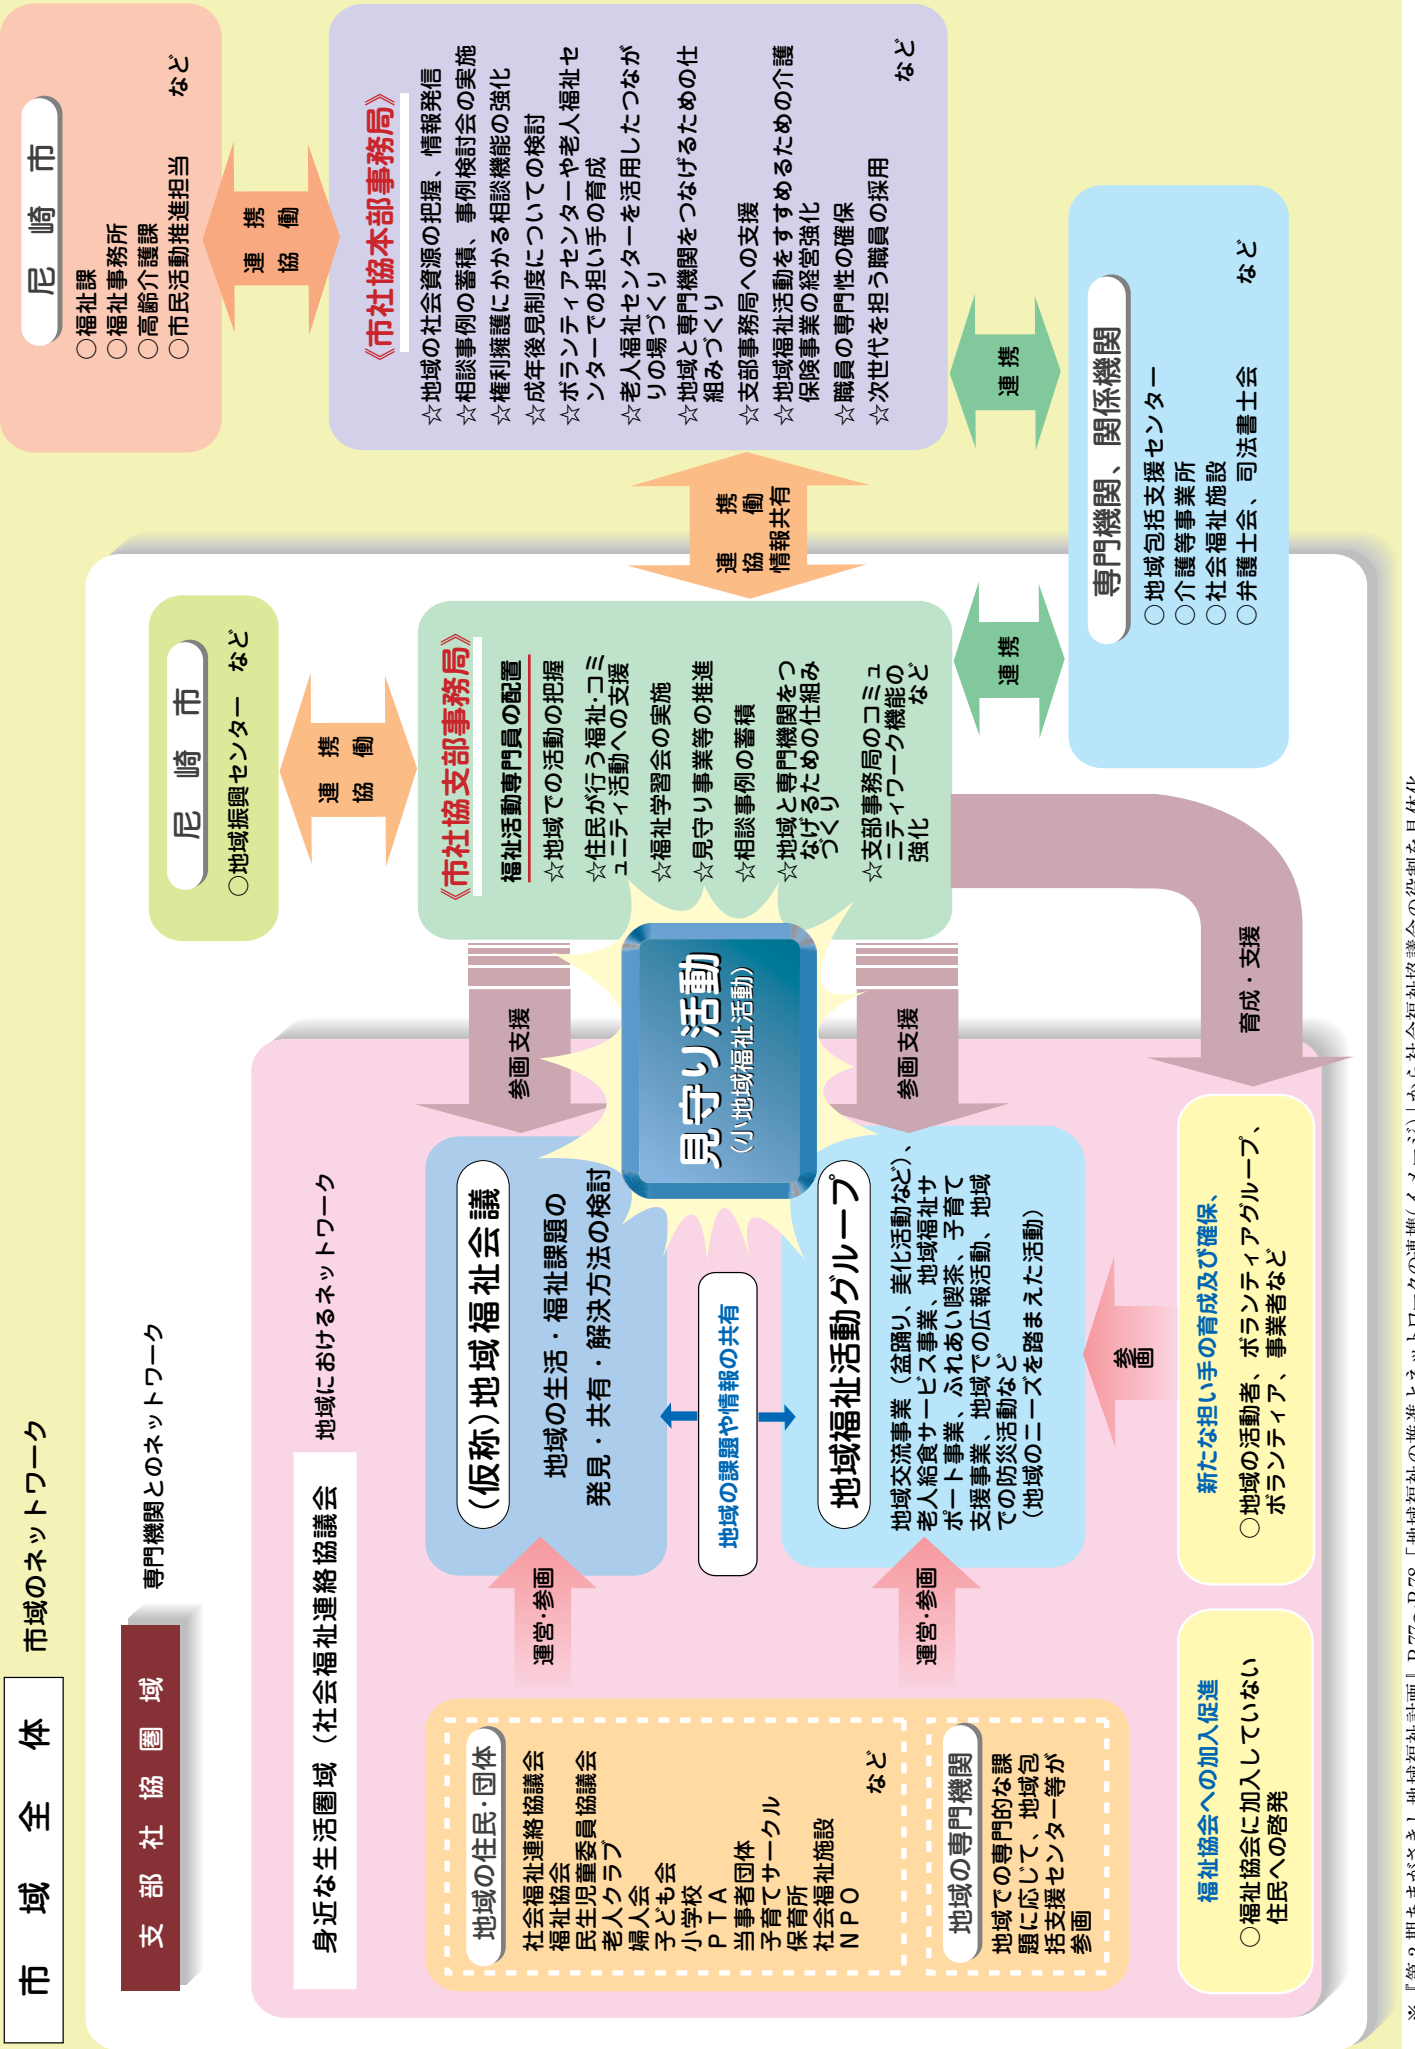 市域全体
市域のネットワーク
支部社協圏域
専門機関とのネットワーク
身近な生活圏域（社会福祉連絡協議会）
地域におけるネットワーク
地域の住民・団体
社会福祉連絡協議会
福祉協会
民生児童委員協議会
老人クラブ
婦人会
子ども会
小学校
ＰＴＡ
当事者団体
子育てサークル
保育所
社会福祉施設
ＮＰＯ
など
地域の専門機関
地域での専門的な課
題に応じて、地域包
括支援センター等が
参画
運営・参画
運営・参画
（仮称）地域福祉会議
地域の生活・福祉課題の
発見・共有・解決方法の検討
地域の課題や情報の共有
地域福祉活動グループ
地域交流事業（盆踊り、美化活動など）、
老人給食サービス事業、地域福祉サ
ポート事業、ふれあい喫茶、子育て
支援事業、地域での広報活動、地域
での防災活動など
（地域のニーズを踏まえた活動）
参画
福祉協会への加入促進
○福祉協会に加入していない
住民への啓発
新たな担い手の育成及び確保、
○地域の活動者、ボランティアグループ、
ボランティア、事業者など
見守り活動
（小地域福祉活動）
参画支援
参画支援
育成・支援
尼崎市
○地域振興センター　など
連携
協働
《市社協支部事務局》
福祉活動専門員の配置
☆地域での活動の把握
☆住民が行う福祉・コミ
ュニティ活動への支援
☆福祉学習会の実施
☆見守り事業等の推進
☆相談事例の蓄積
☆地域と専門機関をつ
なげるための仕組み
づくり
☆支部事務局のコミュ
ニティワーク機能の
強化　など
連携
協働
情報共有
連携
尼崎市
○福祉課
○福祉事務所
○高齢介護課
○市民活動推進担当　など
連携
協働
《市社協本部事務局》
☆地域の社会資源の把握、情報発信
☆相談事例の蓄積、事例検討会の実施
☆権利擁護にかかる相談機能の強化
☆成年後見制度についての検討
☆ボランティアセンターや老人福祉セ
ンターでの担い手の育成
☆老人福祉センターを活用したつなが
りの場づくり
☆地域と専門機関をつなげるための仕
組みづくり
☆支部事務局への支援
☆地域福祉活動をすすめるための介護
保険事業の経営強化
☆職員の専門性の確保
☆次世代を担う職員の採用
など
連携
専門機関、関係機関
○地域包括支援センター
○介護等事業所
○社会福祉施設
○弁護士会、司法書士会　など